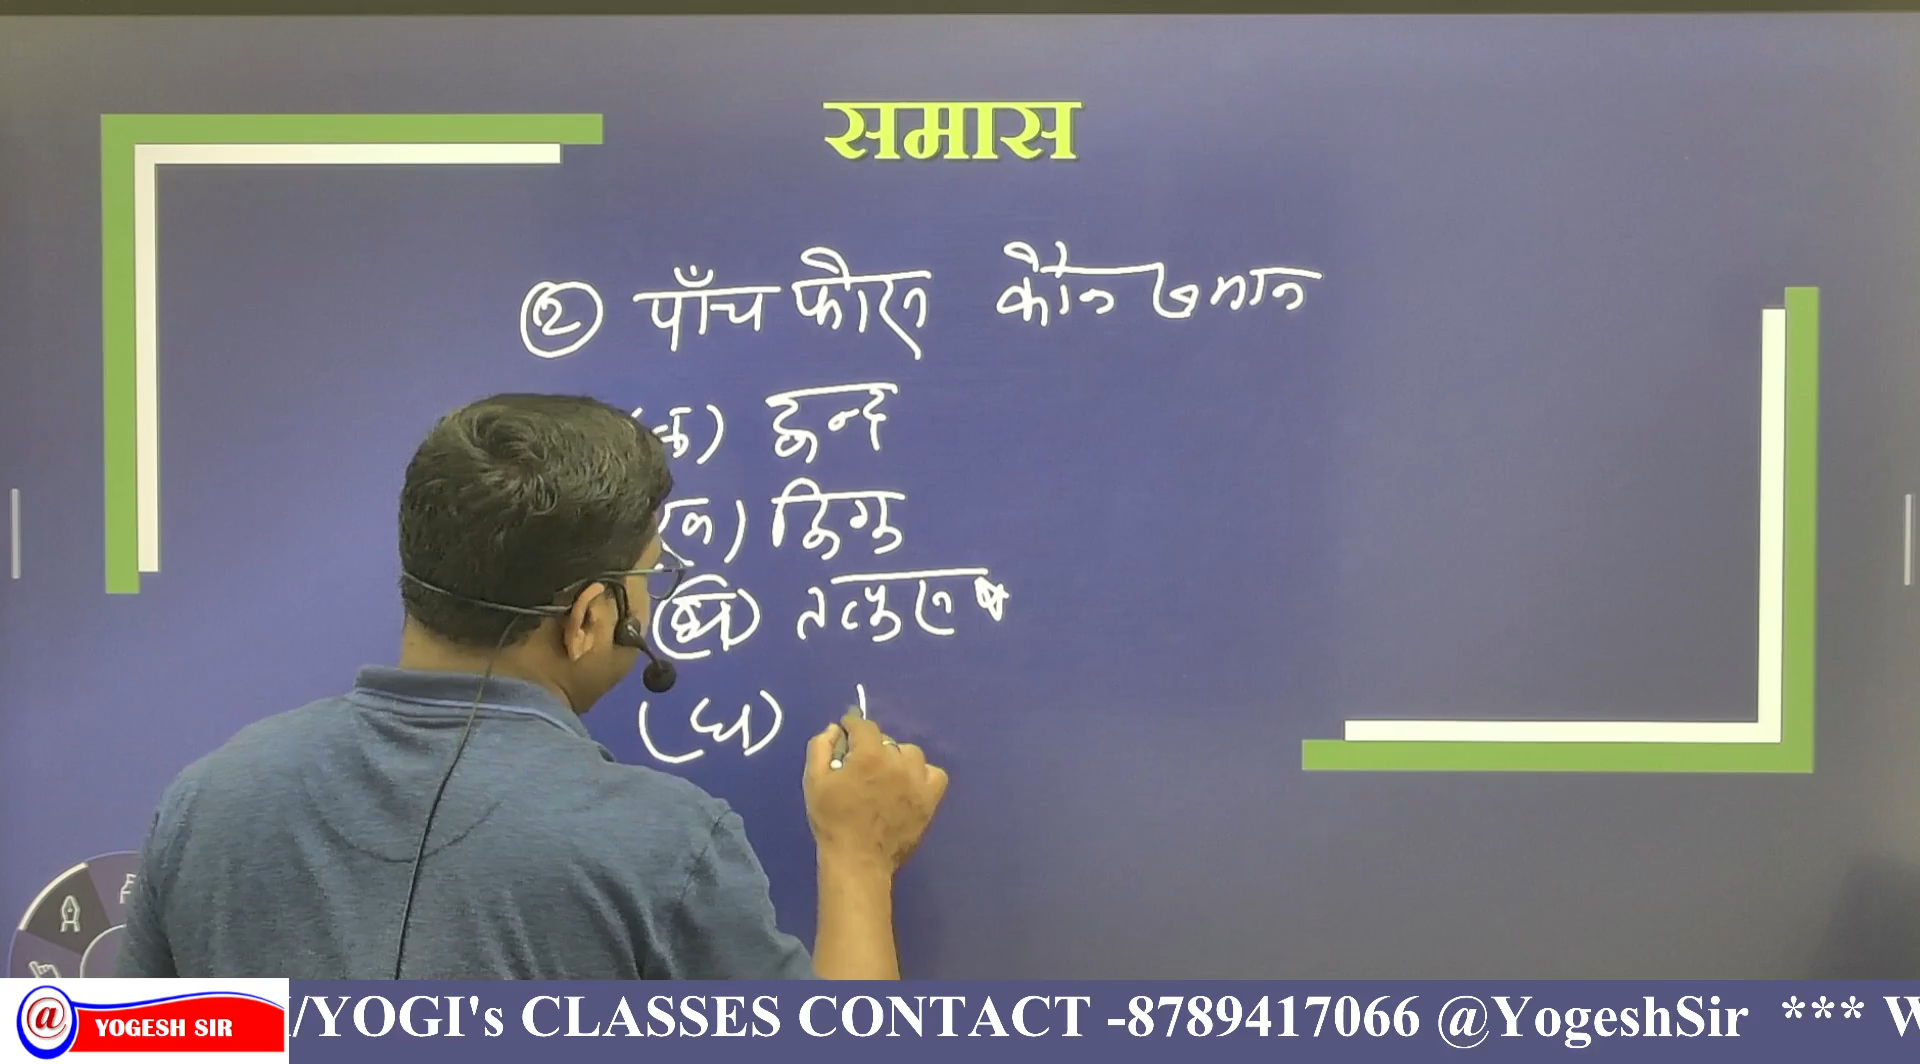 समास
② पाँच फोरन कौन समास
(क) द्वन्द
(ख) द्विगु
(ग) तत्पुरुष
(घ)
@ YOGESH SIR
/YOGI's CLASSES CONTACT -8789417066 @YogeshSir *** W